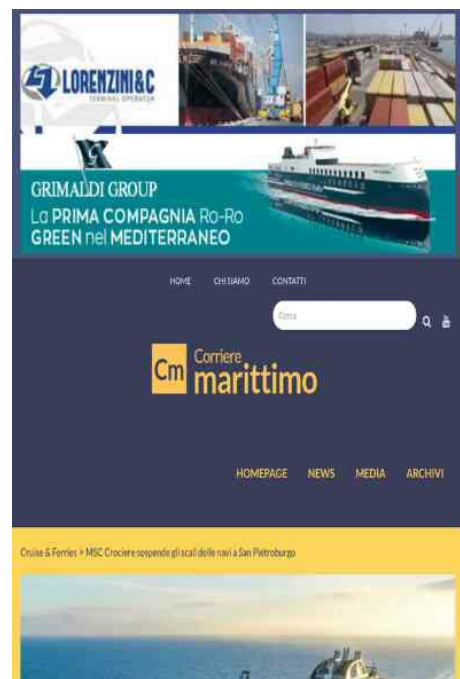 LORENZINI&C
TERMINAL OPERATOR
GRIMALDI GROUP
La PRIMA COMPAGNIA Ro-Ro
GREEN nel MEDITERRANEO
HOME CHI SIAMO CONTATTI
Cerca
Cm Corriere
marittimo
HOMEPAGE NEWS MEDIA ARCHIVI
Cruise & Ferries > MSC Crociere sospende gli scali delle navi a San Pietroburgo